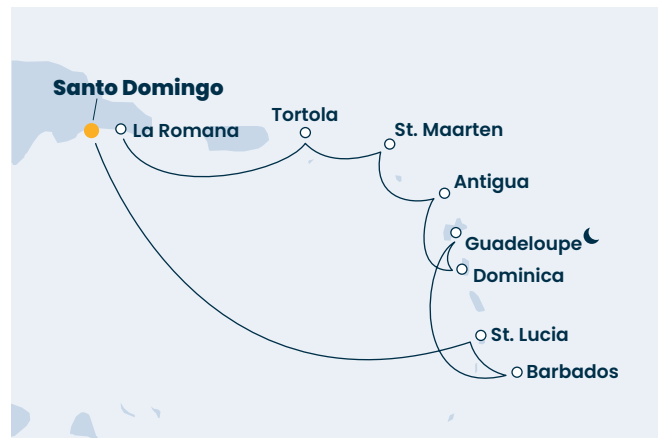 Santo Domingo
La Romana
Tortola
St. Maarten
Antigua
Guadeloupe
Dominica
St. Lucia
Barbados